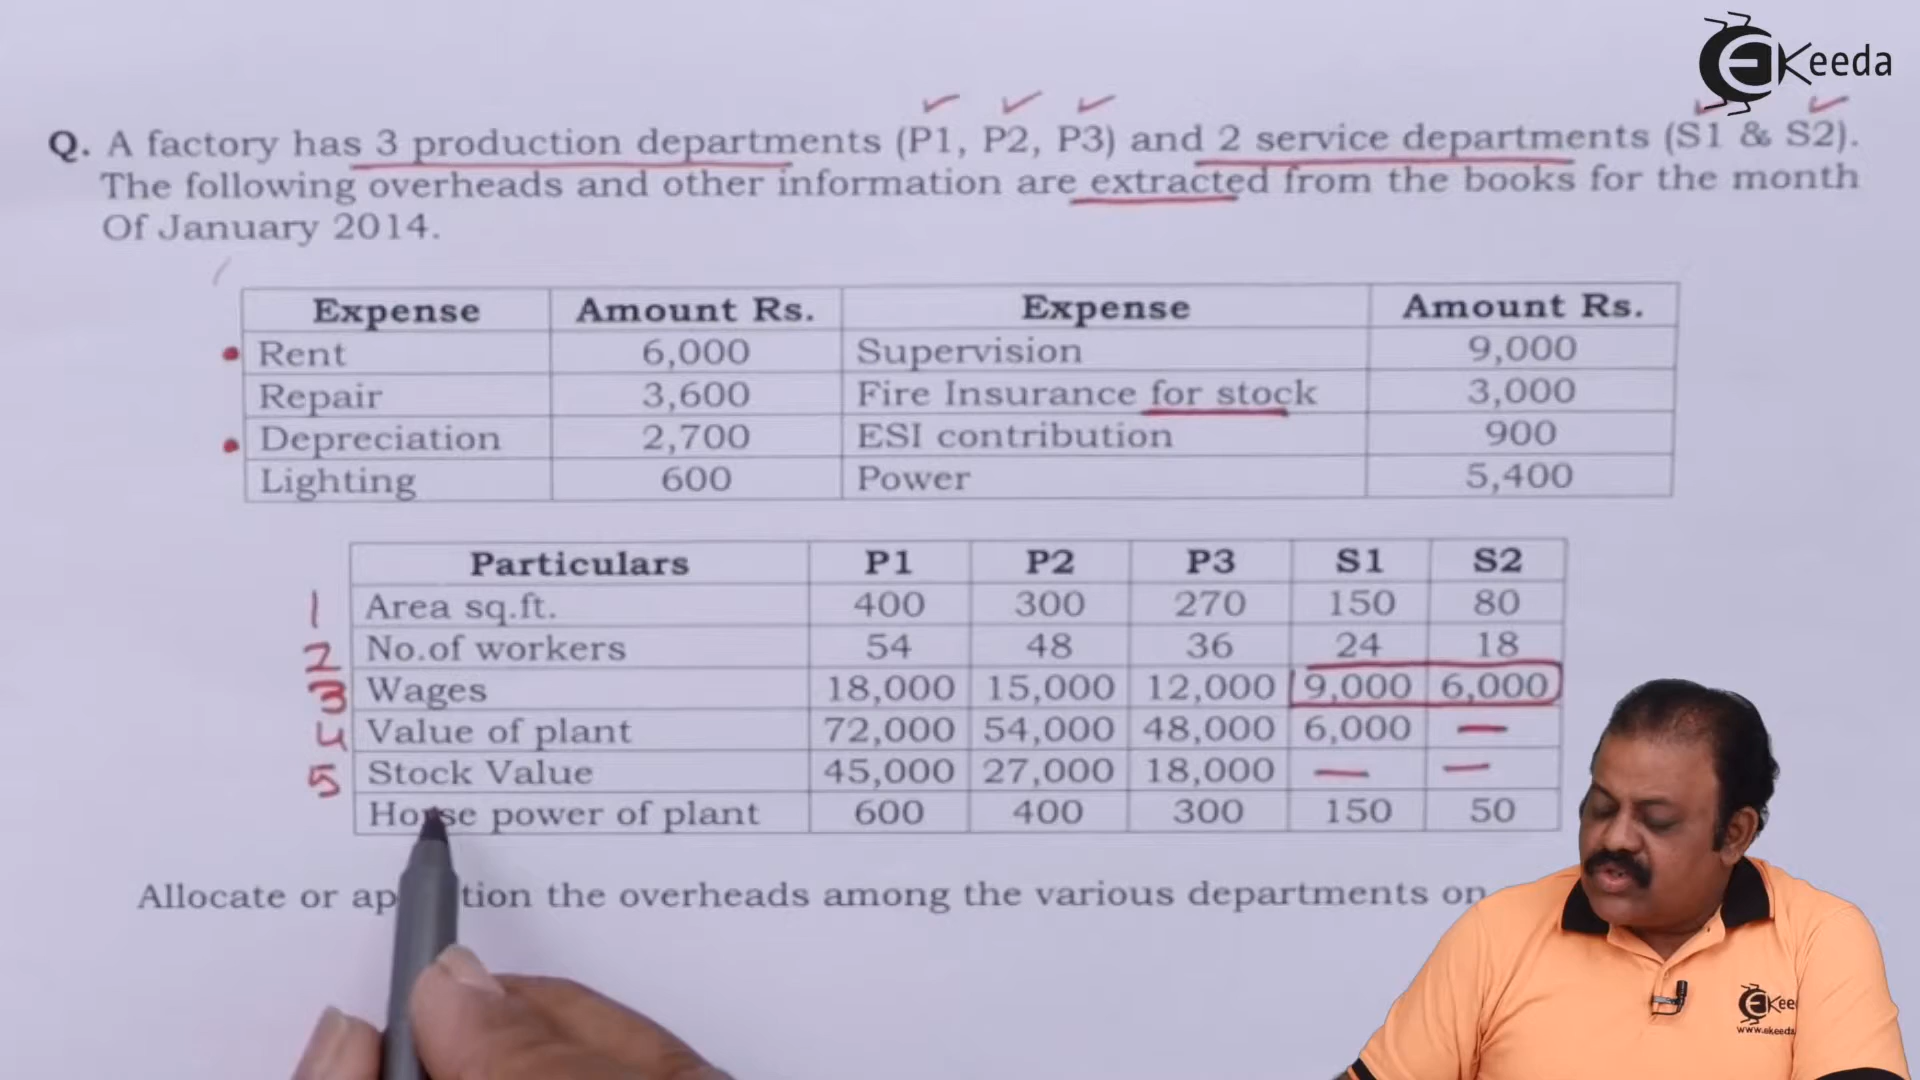 Keeda
Q. A factory has 3 production departments (P1, P2, P3) and 2 service departments (S1 & S2).
The following overheads and other information are extracted from the books for the month
Of January 2014.
Expense Amount Rs. Expense Amount Rs.
Rent 6,000 Supervision 9,000
Repair 3,600 Fire Insurance for stock 3,000
Depreciation 2,700 ESI contribution 900
Lighting 600 Power 5,400
Particulars P1 P2 P3 S1 S2
1 Area sq.ft. 400 300 270 150 80
2 No.of workers 54 48 36 24 18
3 Wages 18,000 15,000 12,000 9,000 6,000
4 Value of plant 72,000 54,000 48,000 6,000 —
5 Stock Value 45,000 27,000 18,000 — —
Horse power of plant 600 400 300 150 50
Allocate or the overheads among the various departments on